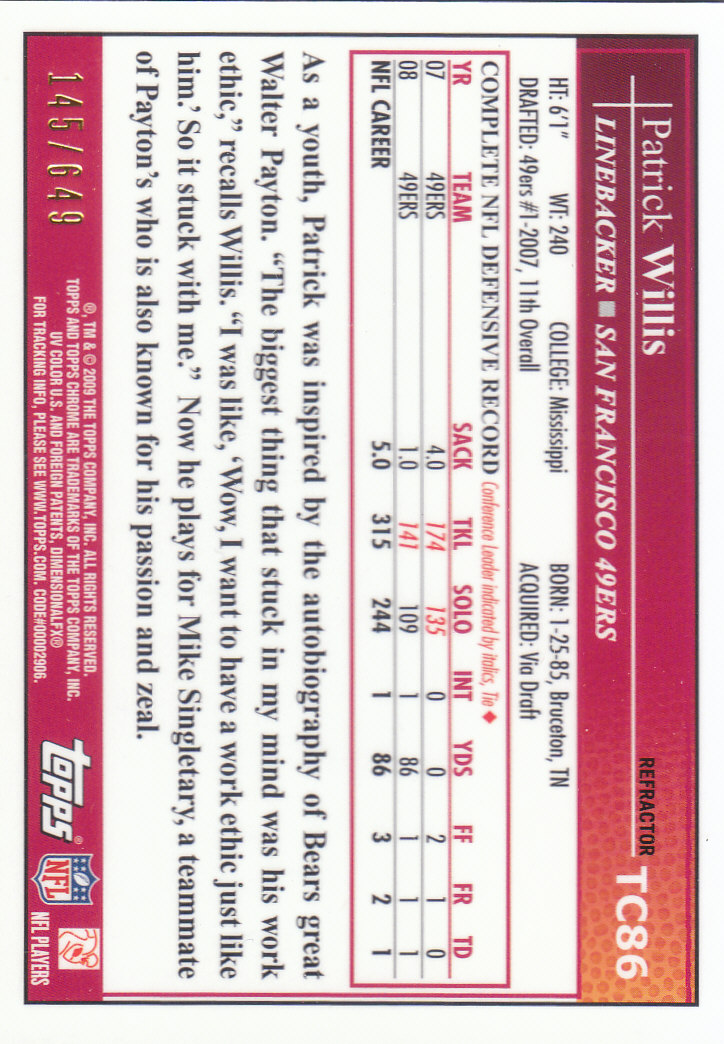 Patrick Willis
REFRACTOR
TC86
LINEBACKER ■ SAN FRANCISCO 49ERS
HT: 6'1" WT: 240 COLLEGE: Mississippi BORN: 1-25-85, Bruceton, TN
DRAFTED: 49ers #1-2007, 11th Overall ACQUIRED: Via Draft
COMPLETE NFL DEFENSIVE RECORD Conference Leader indicated by italics, Tie ♦
YR TEAM SACK TKL SOLO INT YDS FF FR TD
07 49ERS 4.0 174 135 0 0 2 1 0
08 49ERS 1.0 141 109 1 86 1 1 1
NFL CAREER 5.0 315 244 1 86 3 2 1
As a youth, Patrick was inspired by the autobiography of Bears great
Walter Payton. “The biggest thing that stuck in my mind was his work
ethic,” recalls Willis. “I was like, ‘Wow, I want to have a work ethic just like
him.’ So it stuck with me.” Now he plays for Mike Singletary, a teammate
of Payton’s who is also known for his passion and zeal.
145/649
®, TM & © 2009 THE TOPPS COMPANY, INC. ALL RIGHTS RESERVED.
TOPPS AND TOPPS CHROME ARE TRADEMARKS OF THE TOPPS COMPANY, INC.
UV COLOR U.S. AND FOREIGN PATENTS. DIMENSIONALFX®
FOR TRACKING INFO, PLEASE SEE WWW.TOPPS.COM. CODE#00002906.
topps®
NFL
NFL PLAYERS